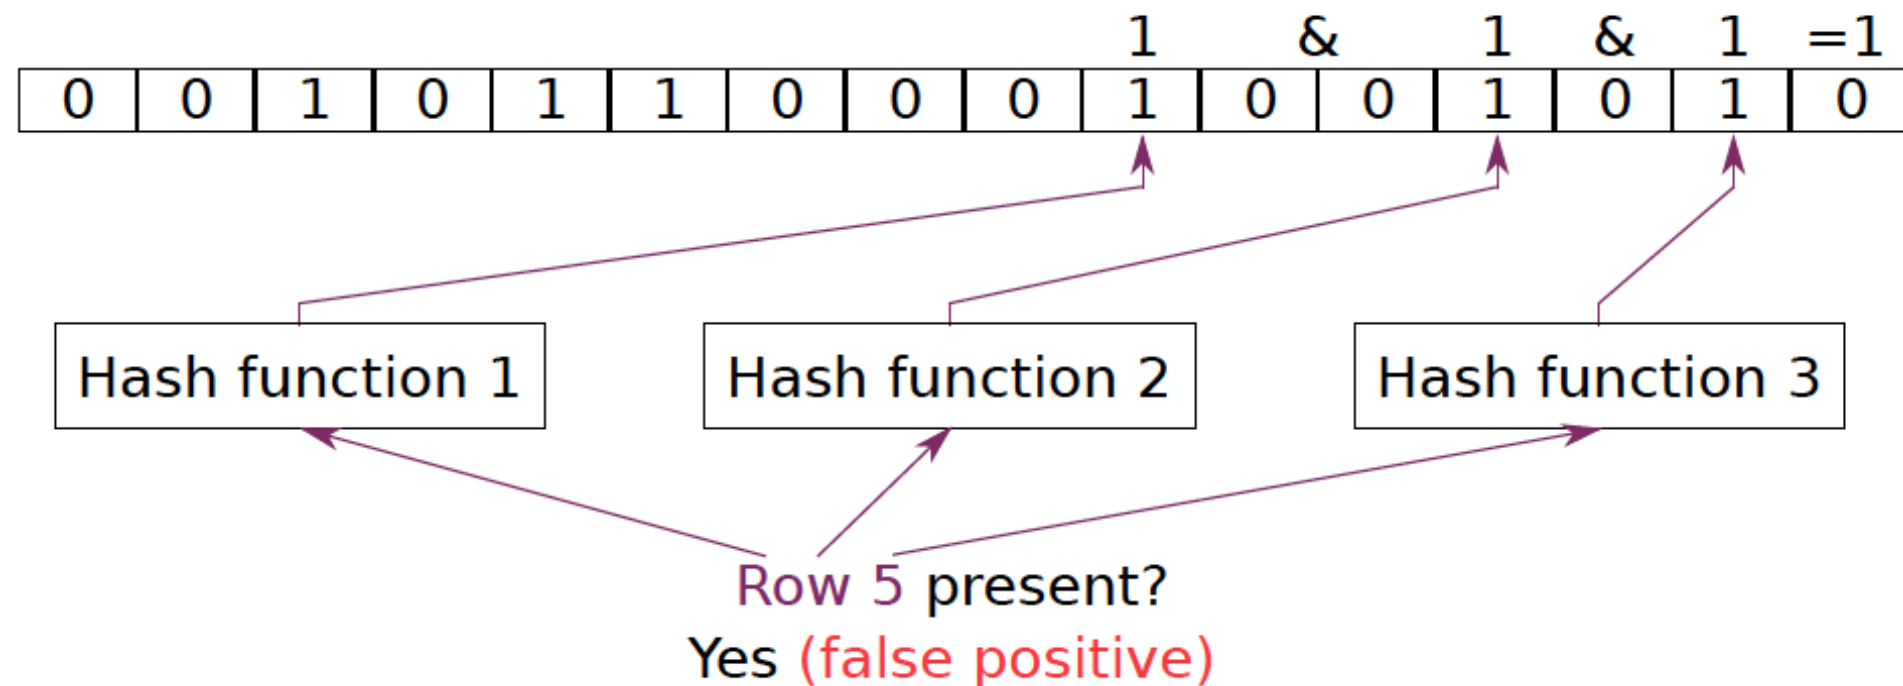 1 & 1 & 1 =1
0 0 1 0 1 1 0 0 0 1 0 0 1 0 1 0
Hash function 1 Hash function 2 Hash function 3
Row 5 present?
Yes (false positive)